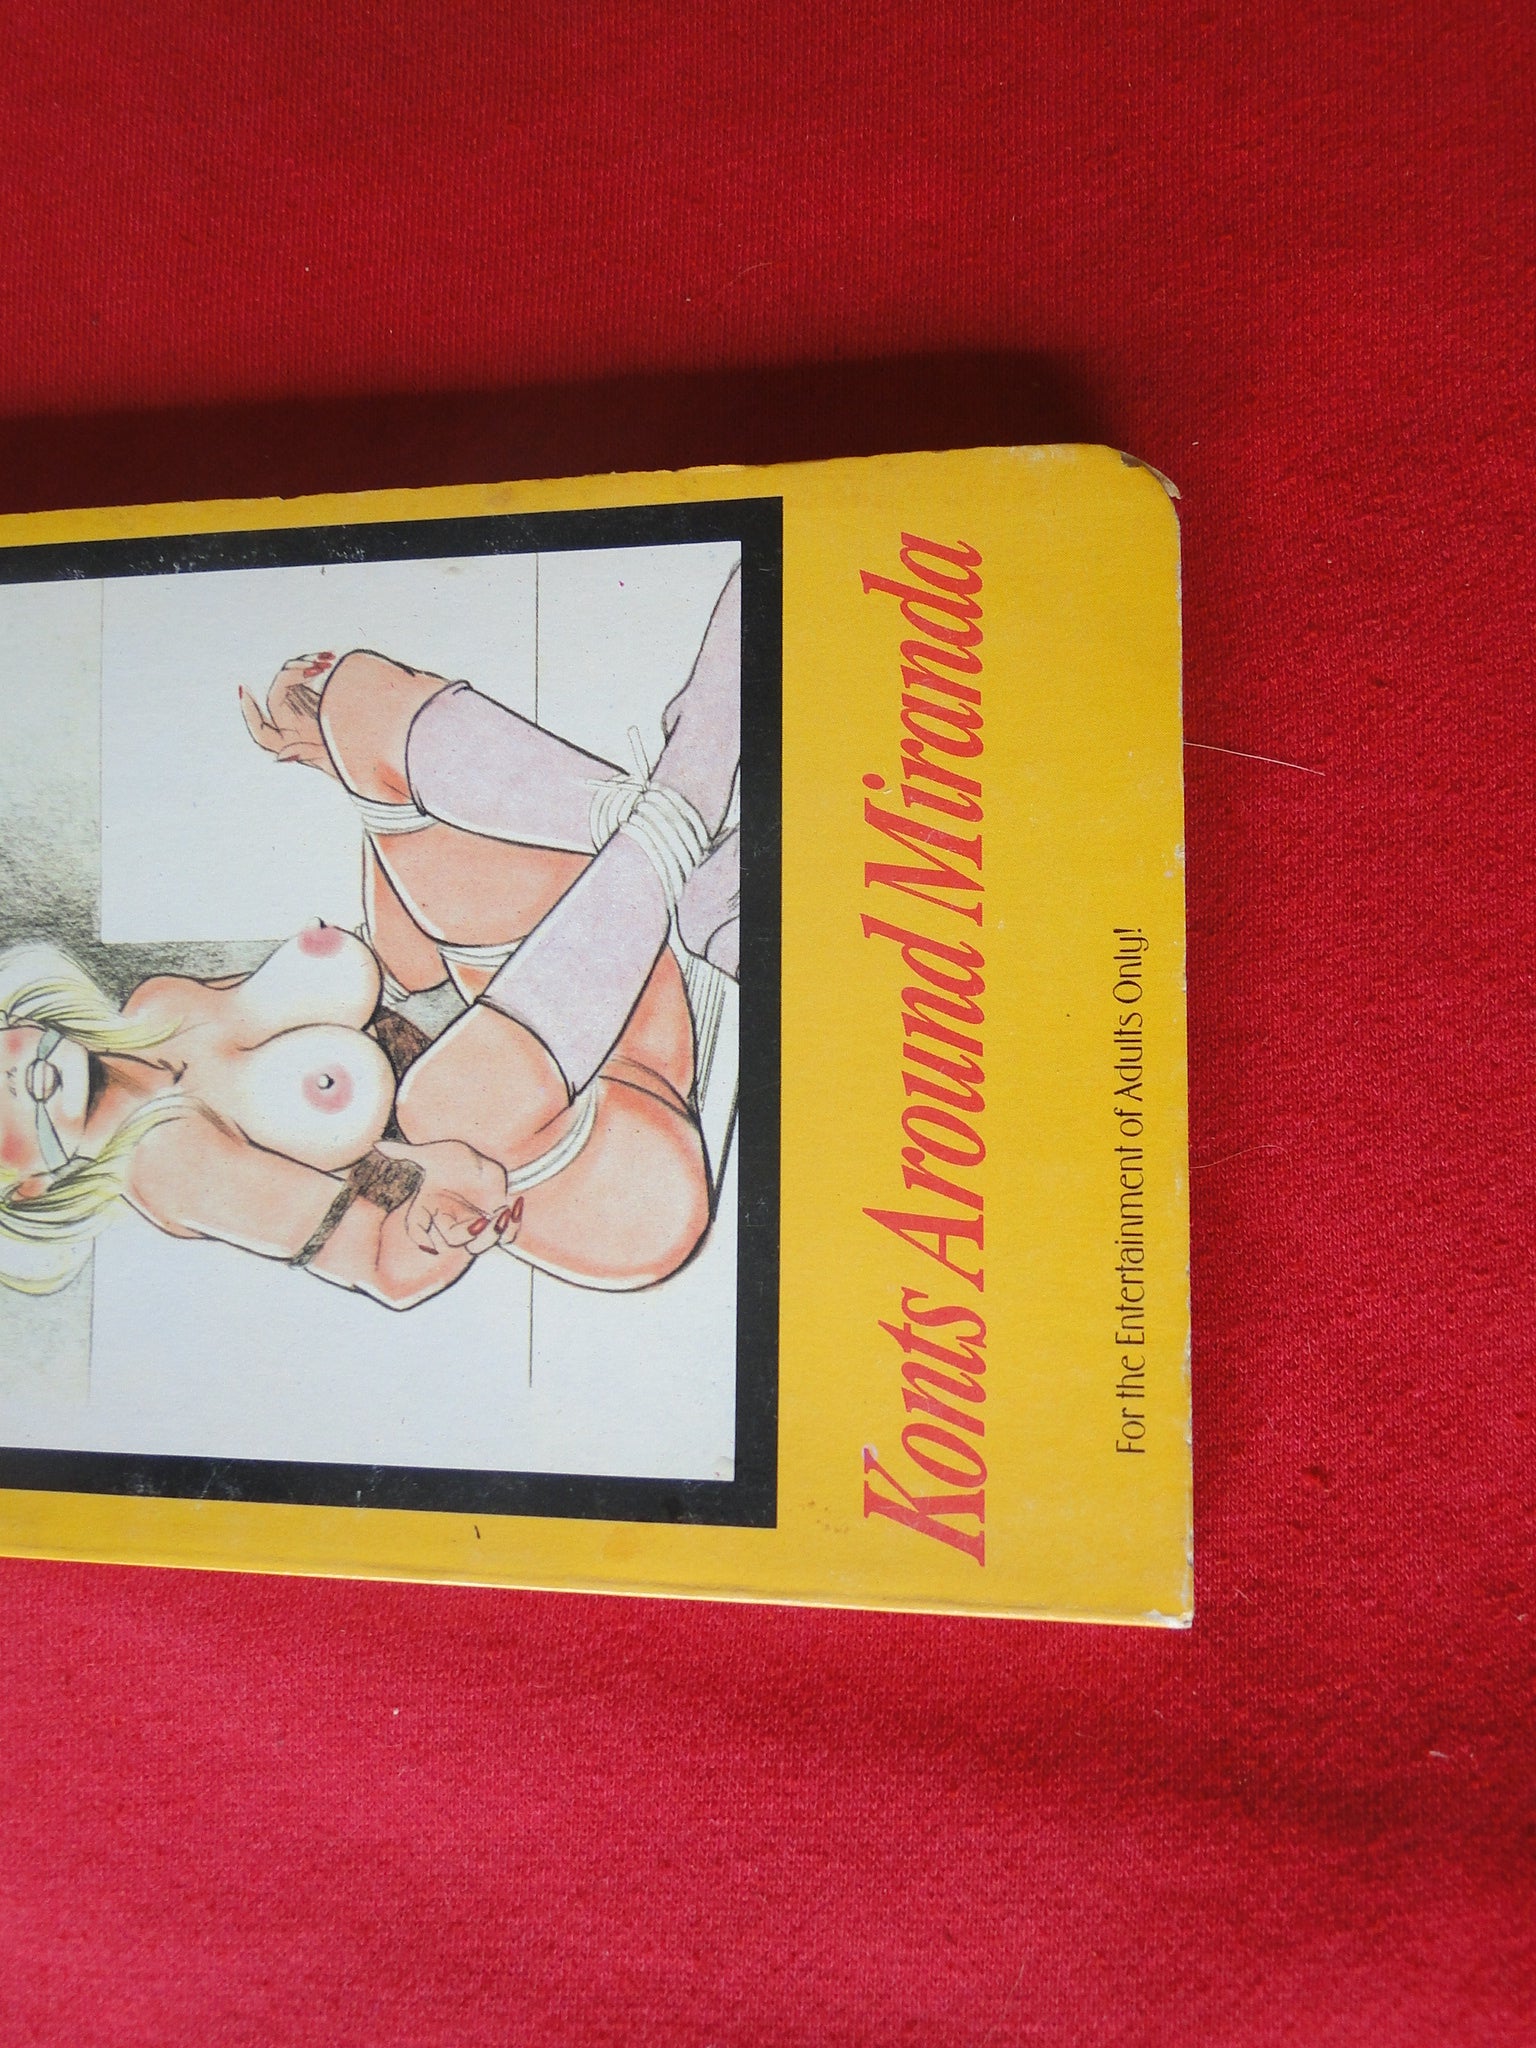 Konts Around Miranda
For the Entertainment of Adults Only!